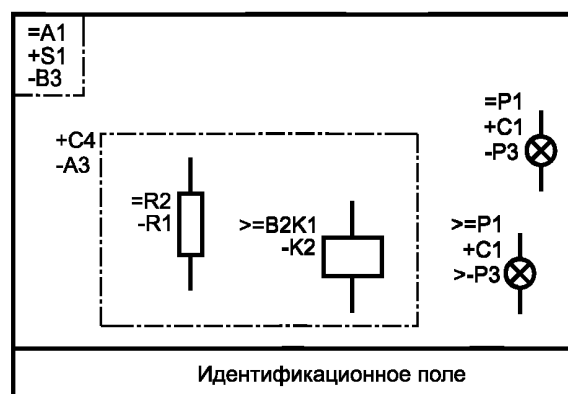 =A1
+S1
-B3
+C4
-A3
=R2
-R1
>=B2K1
-K2
=P1
+C1
-P3
>=P1
+C1
>-P3
Идентификационное поле